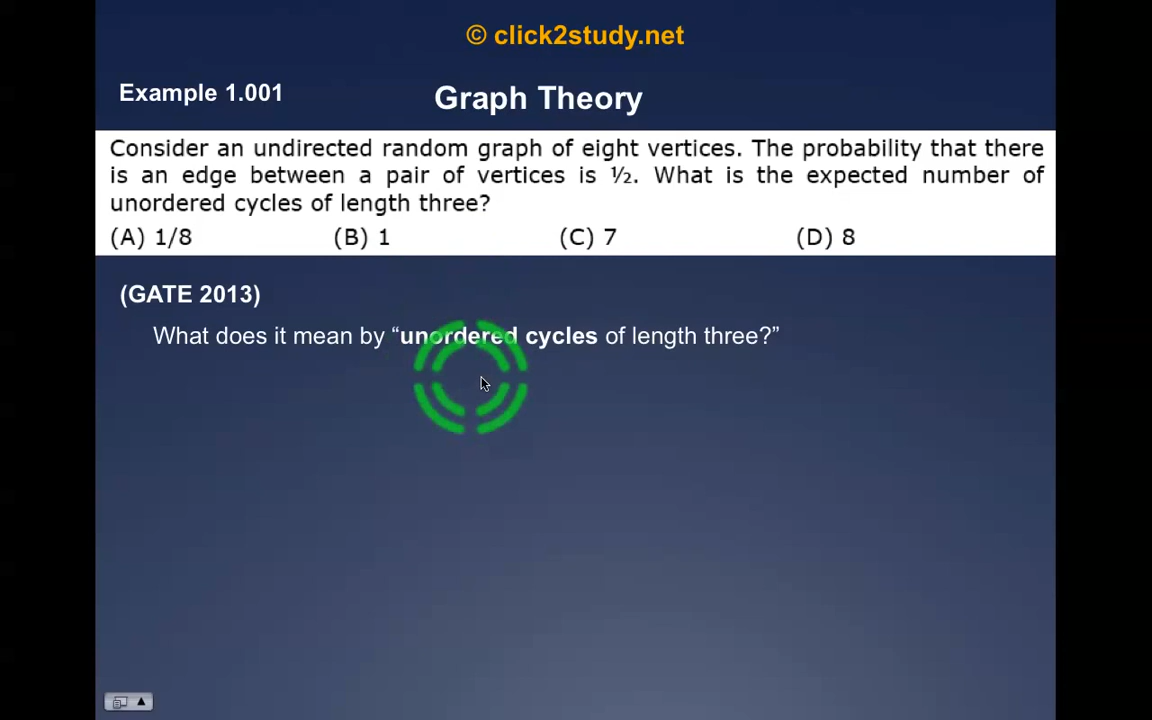 © click2study.net
Example 1.001
Graph Theory
Consider an undirected random graph of eight vertices. The probability that there
is an edge between a pair of vertices is ½. What is the expected number of
unordered cycles of length three?
(A) 1/8 (B) 1 (C) 7 (D) 8
(GATE 2013)
What does it mean by “unordered cycles of length three?”